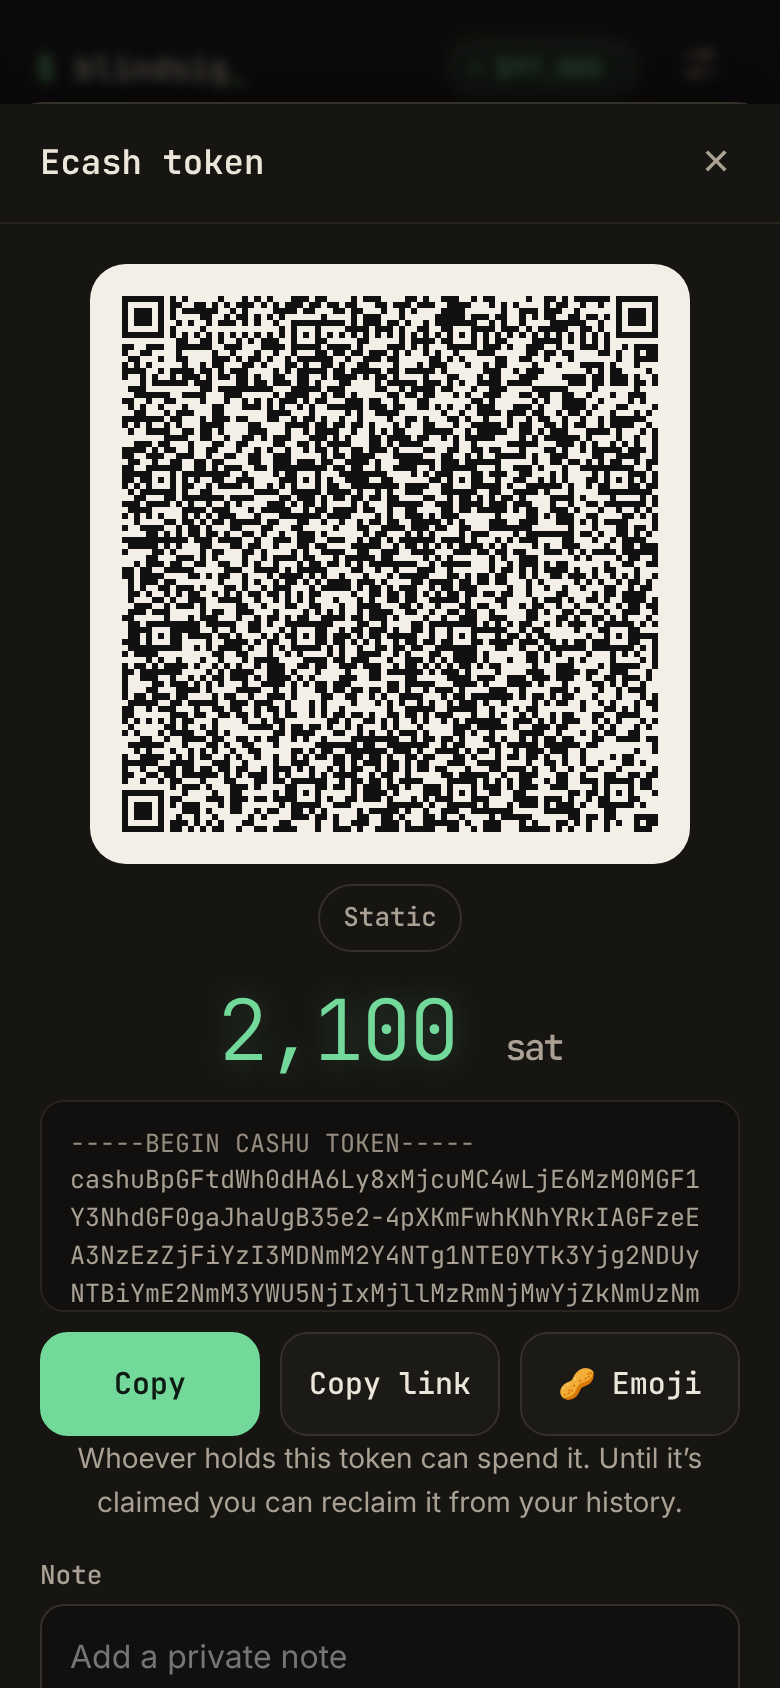 blindsig_
Ecash token
Static
2,100 sat
-----BEGIN CASHU TOKEN-----
cashuBpGFtdWh0dHA6Ly8xMjcuMC4wLjE6MzM0MGF1
Y3NhdGF0gaJhaUgB35e2-4pXKmFwhKNhYRkIAGFzeE
A3NzEzZjFiYzI3MDNmM2Y4NTg1NTE0YTk3Yjg2NDUy
NTBiYmE2NmM3YWU5NjIxMjllMzRmNjMwYjZkNmUzNm
Copy
Copy link
🥜 Emoji
Whoever holds this token can spend it. Until it’s
claimed you can reclaim it from your history.
Note
Add a private note